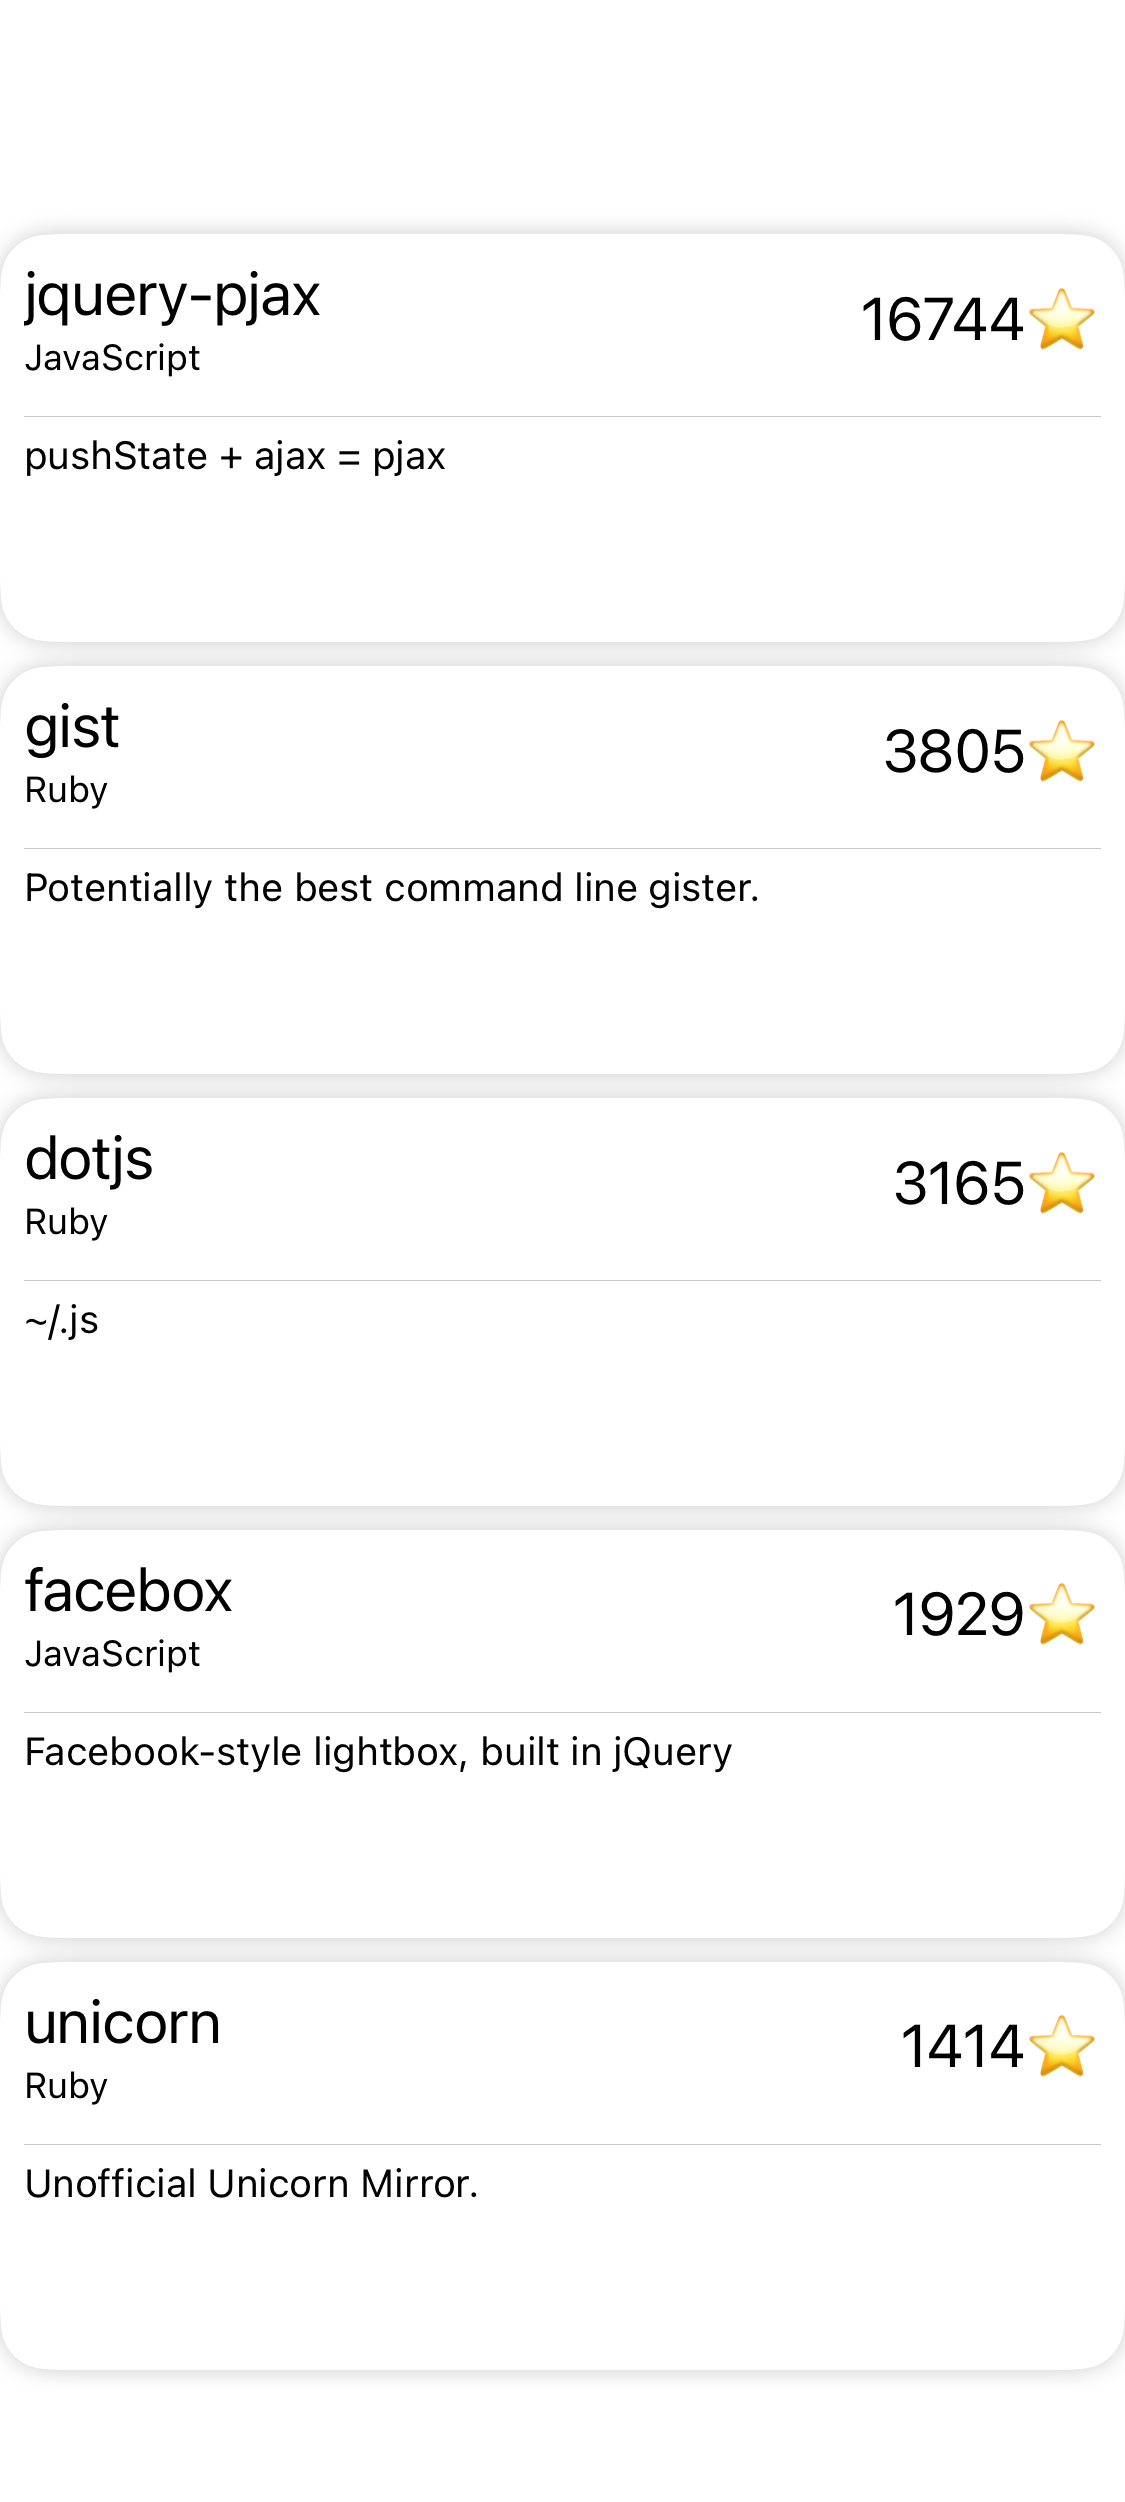 jquery-pjax
JavaScript
16744⭐
pushState + ajax = pjax
gist
Ruby
3805⭐
Potentially the best command line gister.
dotjs
Ruby
3165⭐
~/.js
facebox
JavaScript
1929⭐
Facebook-style lightbox, built in jQuery
unicorn
Ruby
1414⭐
Unofficial Unicorn Mirror.